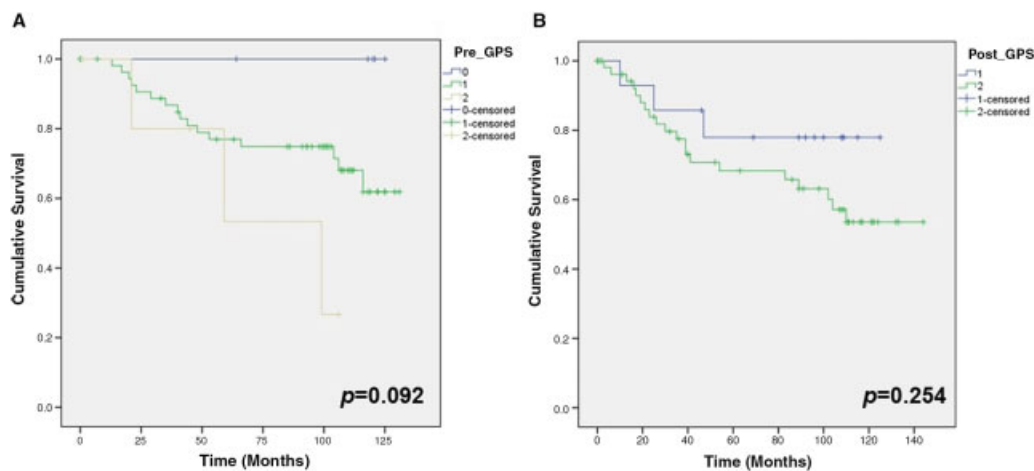 A
Cumulative Survival
1.0
0.8
0.6
0.4
0.2
0.0
0
25
50
75
100
125
Time (Months)
p=0.092
Pre_GPS
0
1
2
0-censored
1-censored
2-censored
B
Cumulative Survival
1.0
0.8
0.6
0.4
0.2
0.0
0
20
40
60
80
100
120
140
Time (Months)
p=0.254
Post_GPS
1
2
1-censored
2-censored